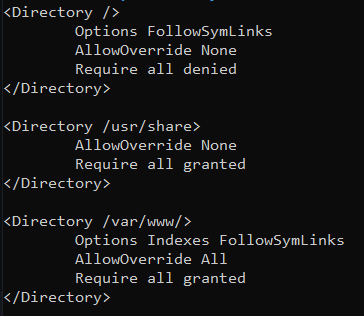 <Directory />
        Options FollowSymLinks
        AllowOverride None
        Require all denied
</Directory>

<Directory /usr/share>
        AllowOverride None
        Require all granted
</Directory>

<Directory /var/www/>
        Options Indexes FollowSymLinks
        AllowOverride All
        Require all granted
</Directory>